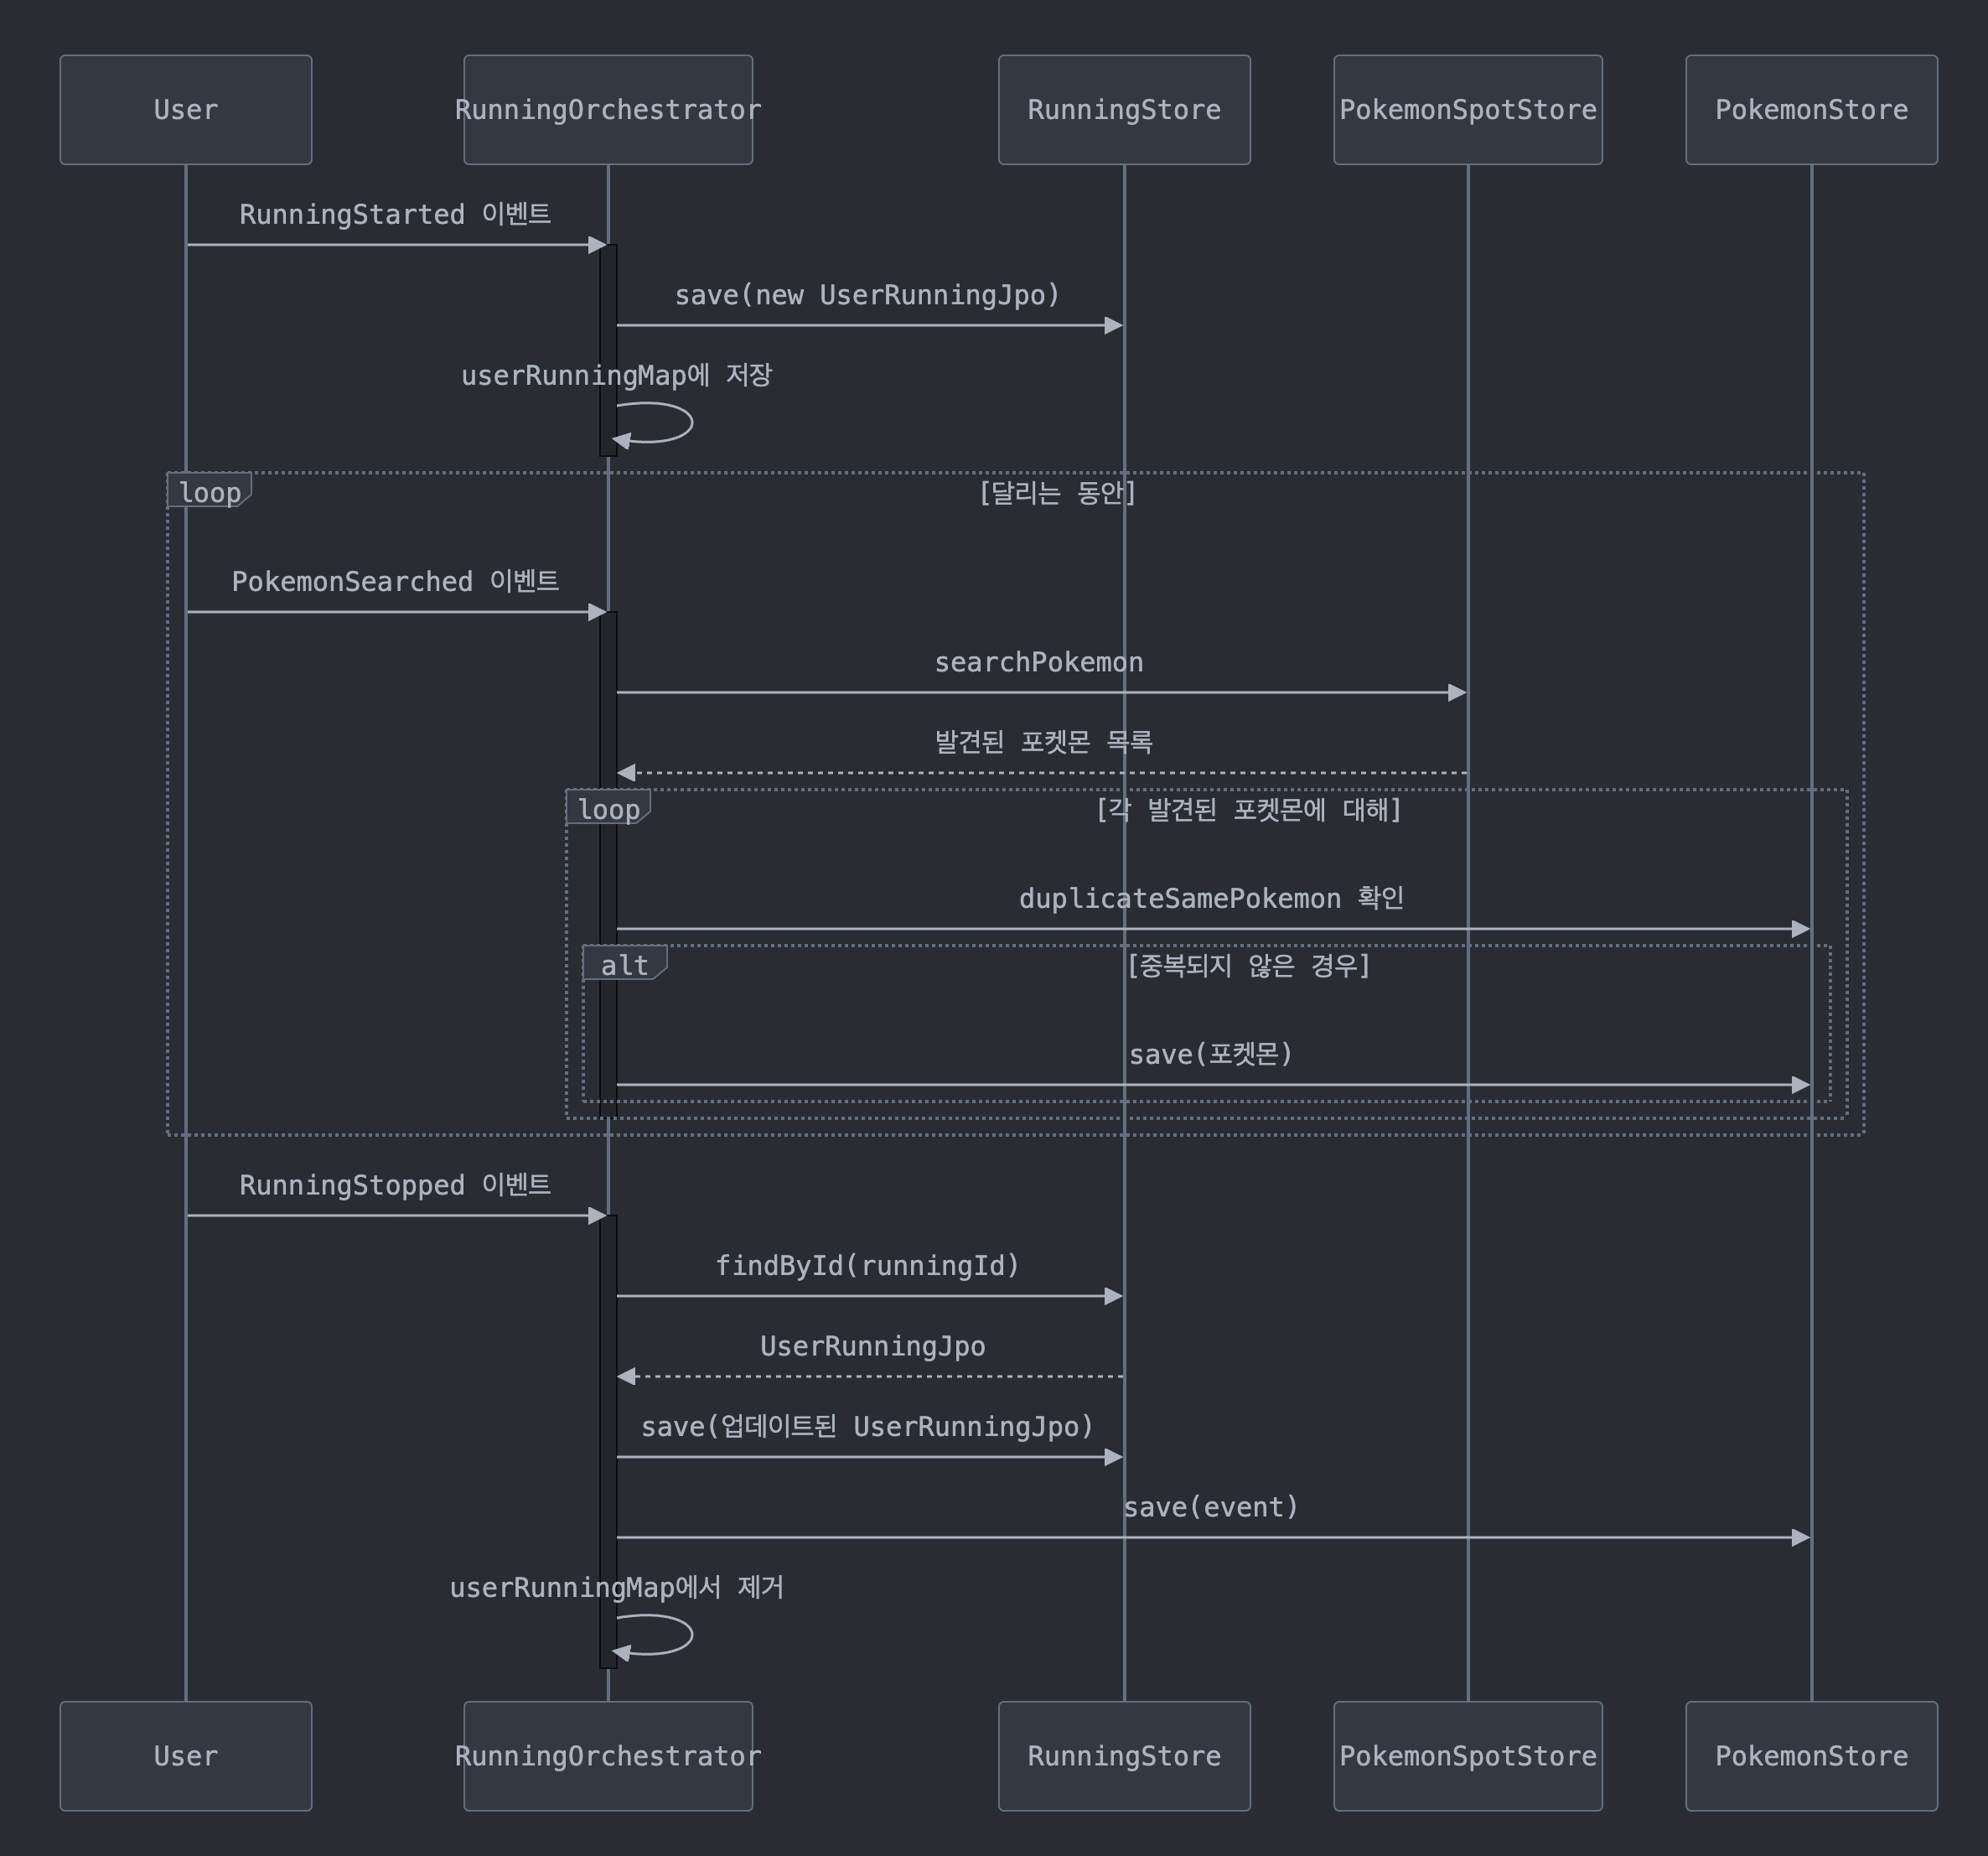 User
RunningOrchestrator
RunningStore
PokemonSpotStore
PokemonStore
RunningStarted 이벤트
save(new UserRunningJpo)
userRunningMap에 저장
loop
[달리는 동안]
PokemonSearched 이벤트
searchPokemon
발견된 포켓몬 목록
loop
[각 발견된 포켓몬에 대해]
duplicateSamePokemon 확인
alt
[중복되지 않은 경우]
save(포켓몬)
RunningStopped 이벤트
findById(runningId)
UserRunningJpo
save(업데이트된 UserRunningJpo)
save(event)
userRunningMap에서 제거
User
RunningOrchestrator
RunningStore
PokemonSpotStore
PokemonStore